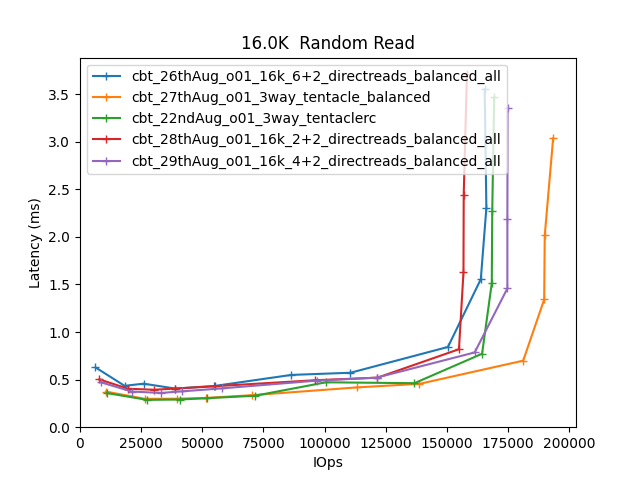 16.0K  Random Read
cbt_26thAug_o01_16k_6+2_directreads_balanced_all
cbt_27thAug_o01_3way_tentacle_balanced
cbt_22ndAug_o01_3way_tentaclerc
cbt_28thAug_o01_16k_2+2_directreads_balanced_all
cbt_29thAug_o01_16k_4+2_directreads_balanced_all
Latency (ms)
3.5
3.0
2.5
2.0
1.5
1.0
0.5
0.0
0 25000 50000 75000 100000 125000 150000 175000 200000
IOps